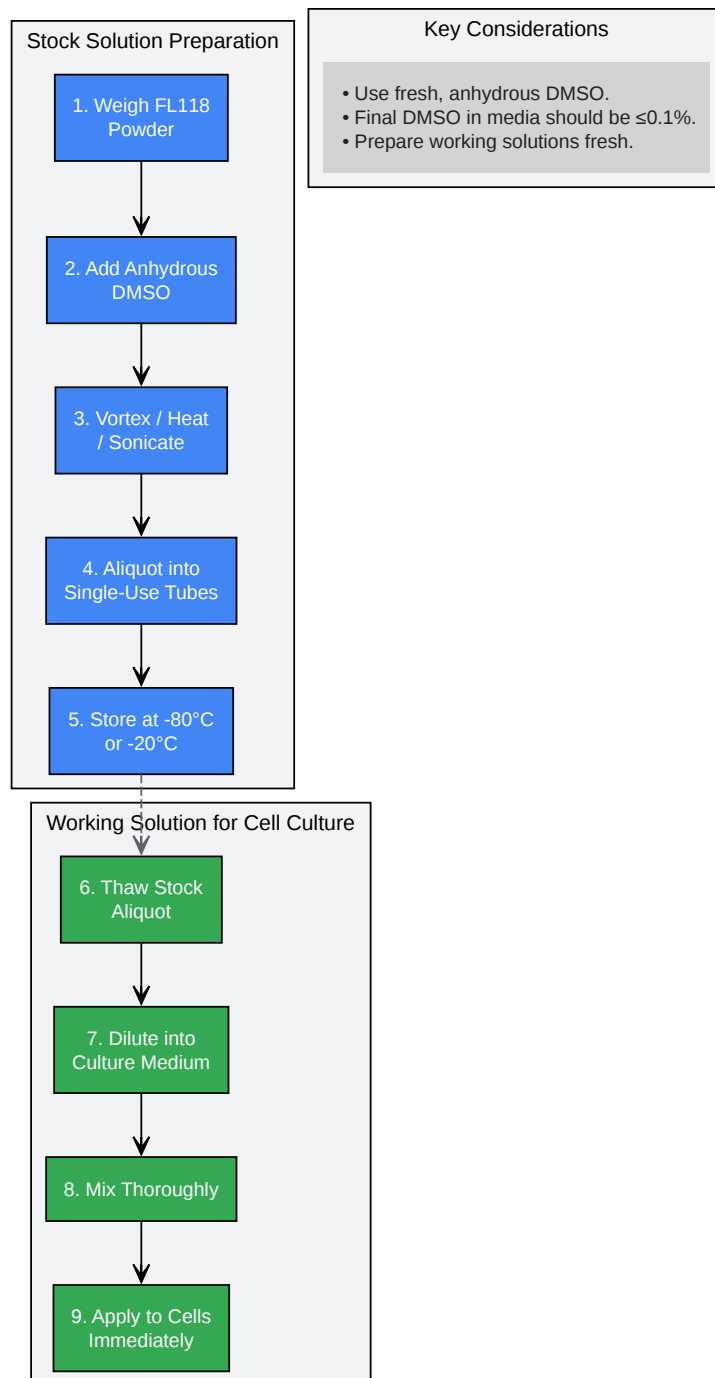 Stock Solution Preparation
1. Weigh FL118
Powder
2. Add Anhydrous
DMSO
3. Vortex / Heat
/ Sonicate
4. Aliquot into
Single-Use Tubes
5. Store at -80°C
or -20°C
Key Considerations
• Use fresh, anhydrous DMSO.
• Final DMSO in media should be ≤0.1%.
• Prepare working solutions fresh.
Working Solution for Cell Culture
6. Thaw Stock
Aliquot
7. Dilute into
Culture Medium
8. Mix Thoroughly
9. Apply to Cells
Immediately